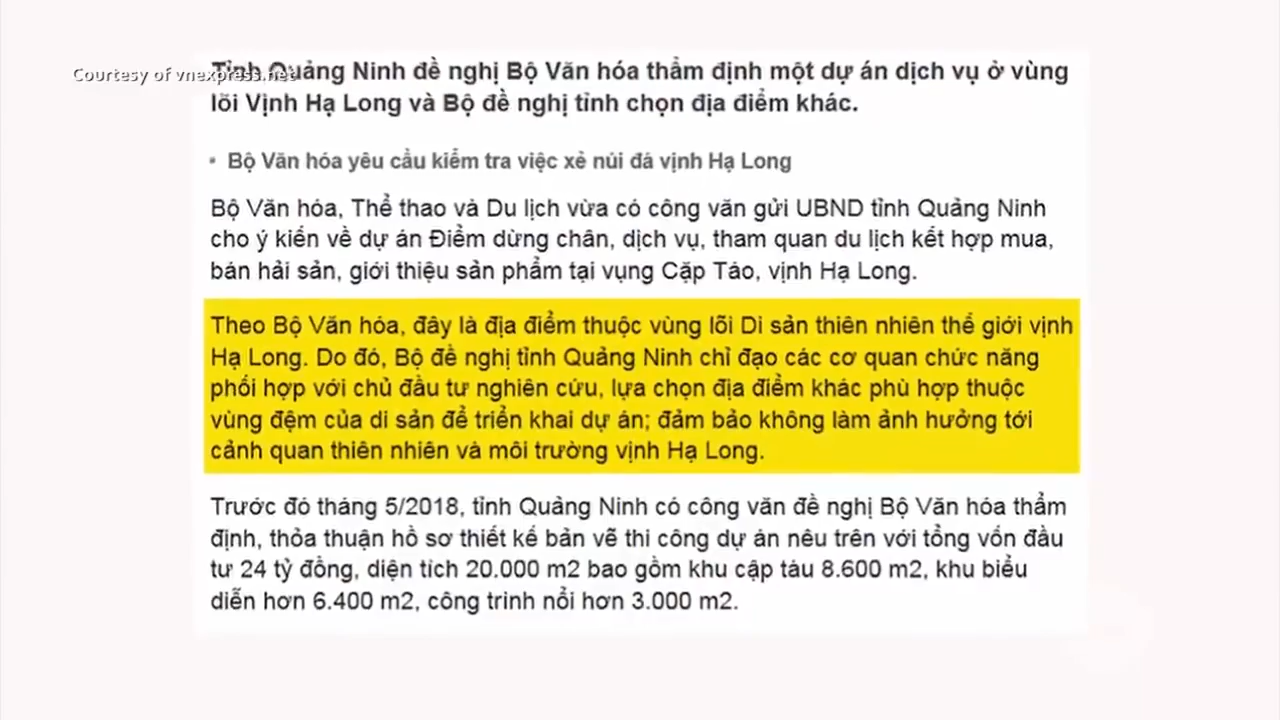 Courtesy of vnexpress.net
Tỉnh Quảng Ninh đề nghị Bộ Văn hóa thẩm định một dự án dịch vụ ở vùng
lõi Vịnh Hạ Long và Bộ đề nghị tỉnh chọn địa điểm khác.
Bộ Văn hóa yêu cầu kiểm tra việc xẻ núi đá vịnh Hạ Long
Bộ Văn hóa, Thể thao và Du lịch vừa có công văn gửi UBND tỉnh Quảng Ninh
cho ý kiến về dự án Điểm dừng chân, dịch vụ, tham quan du lịch kết hợp mua,
bán hải sản, giới thiệu sản phẩm tại vụng Cặp Táo, vịnh Hạ Long.
Theo Bộ Văn hóa, đây là địa điểm thuộc vùng lõi Di sản thiên nhiên thế giới vịnh
Hạ Long. Do đó, Bộ đề nghị tỉnh Quảng Ninh chỉ đạo các cơ quan chức năng
phối hợp với chủ đầu tư nghiên cứu, lựa chọn địa điểm khác phù hợp thuộc
vùng đệm của di sản để triển khai dự án; đảm bảo không làm ảnh hưởng tới
cảnh quan thiên nhiên và môi trường vịnh Hạ Long.
Trước đó tháng 5/2018, tỉnh Quảng Ninh có công văn đề nghị Bộ Văn hóa thẩm
định, thỏa thuận hồ sơ thiết kế bản vẽ thi công dự án nêu trên với tổng vốn đầu
tư 24 tỷ đồng, diện tích 20.000 m2 bao gồm khu cập tàu 8.600 m2, khu biểu
diễn hơn 6.400 m2, công trình nổi hơn 3.000 m2.